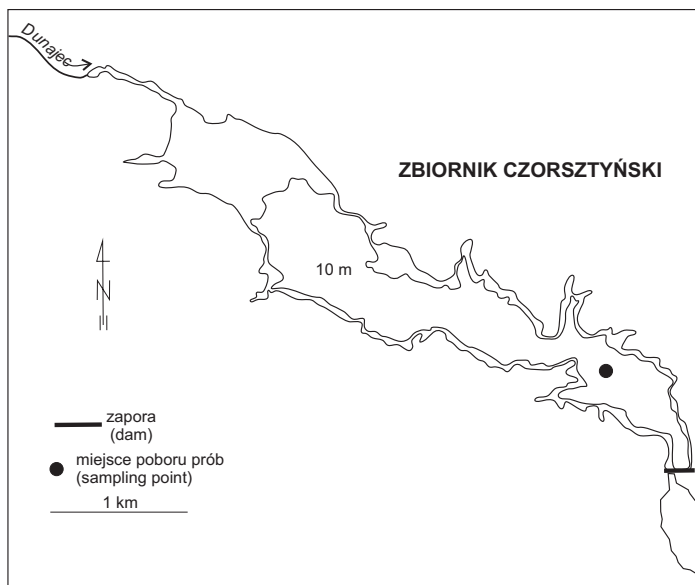 Dunajec
ZBIORNIK CZORSZTYŃSKI
10 m
N
zapora
(dam)
miejsce poboru prób
(sampling point)
1 km